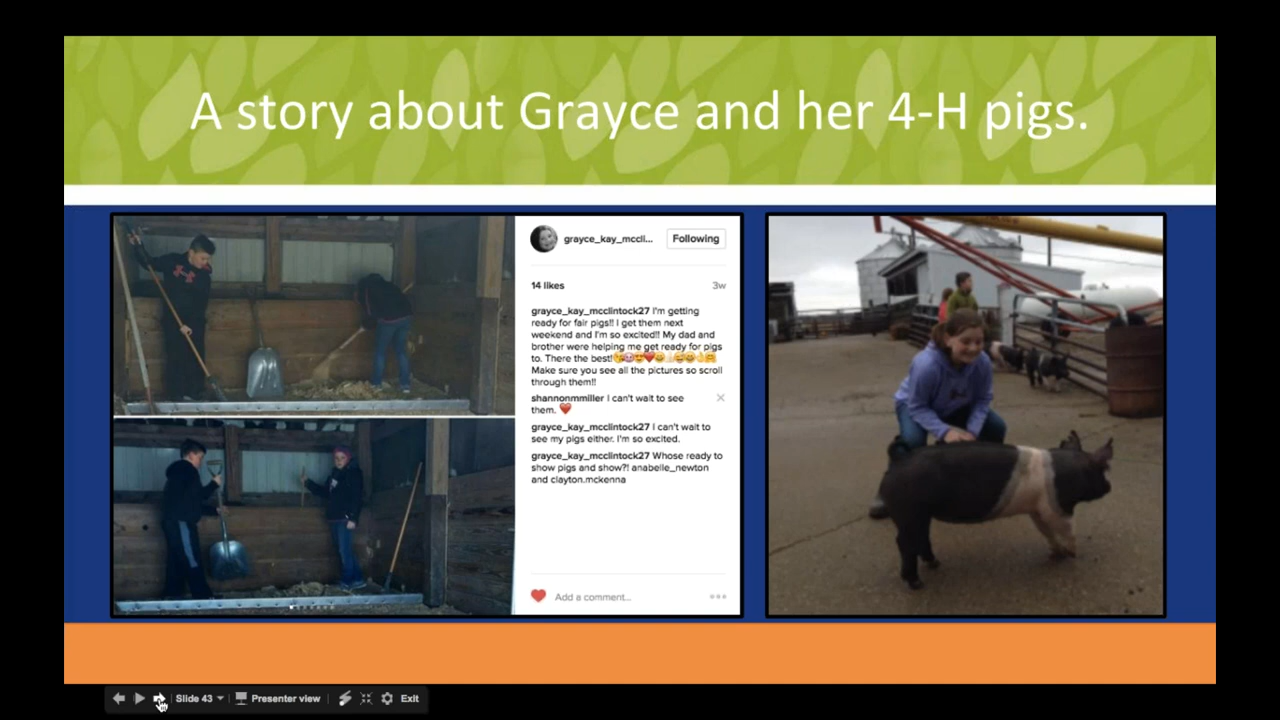 A story about Grayce and her 4-H pigs.
grayce_kay_mccli... Following
14 likes 3w
grayce_kay_mcclintock27 I'm getting
ready for fair pigs!! I get them next
weekend and I'm so excited!! My dad and
brother were helping me get ready for pigs
to. There the best!😘🐷😍❤️😄🐇😅😂👌🤗
Make sure you see all the pictures so scroll
through them!!
shannonmmiller I can't wait to see
them. ❤️
grayce_kay_mcclintock27 I can't wait to
see my pigs either. I'm so excited.
grayce_kay_mcclintock27 Whose ready to
show pigs and show?! anabelle_newton
and clayton.mckenna
Add a comment...
Slide 43 Presenter view Exit